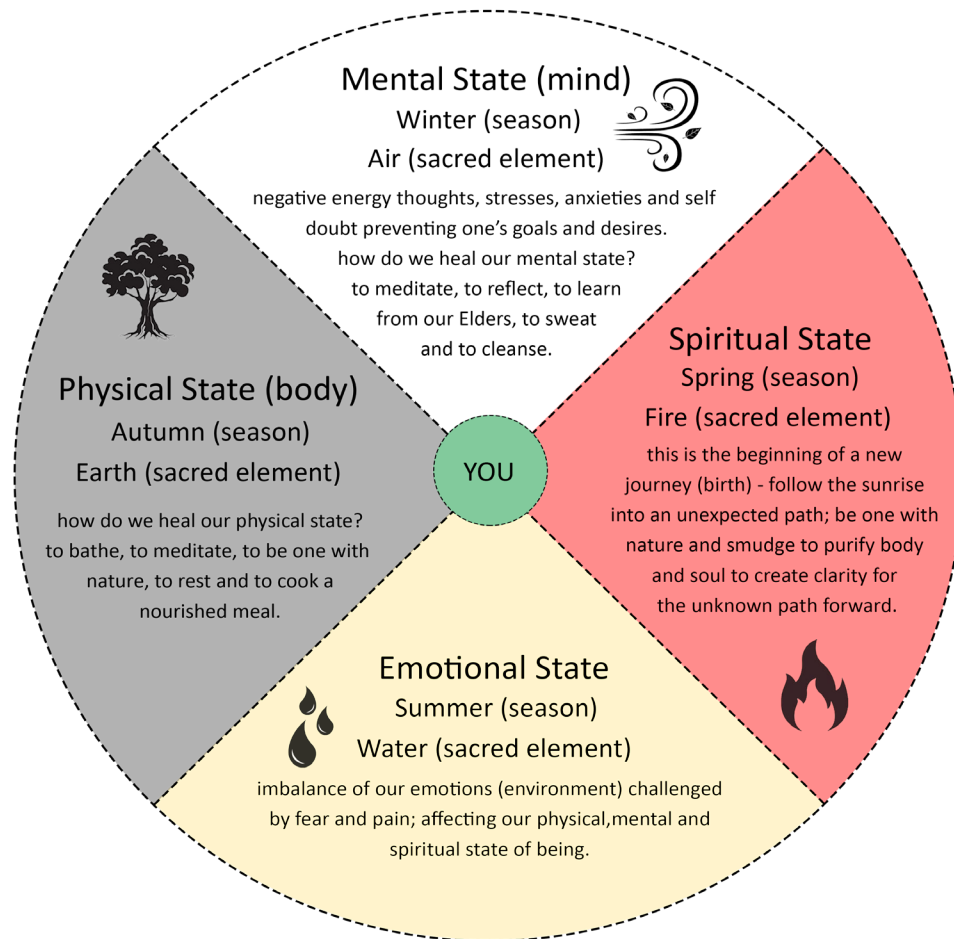 Mental State (mind)
Winter (season)
Air (sacred element)
negative energy thoughts, stresses, anxieties and self
doubt preventing one’s goals and desires.
how do we heal our mental state?
to meditate, to reflect, to learn
from our Elders, to sweat
and to cleanse.
Spiritual State
Spring (season)
Fire (sacred element)
this is the beginning of a new
journey (birth) - follow the sunrise
into an unexpected path; be one with
nature and smudge to purify body
and soul to create clarity for
the unknown path forward.
Physical State (body)
Autumn (season)
Earth (sacred element)
how do we heal our physical state?
to bathe, to meditate, to be one with
nature, to rest and to cook a
nourished meal.
YOU
Emotional State
Summer (season)
Water (sacred element)
imbalance of our emotions (environment) challenged
by fear and pain; affecting our physical,mental and
spiritual state of being.